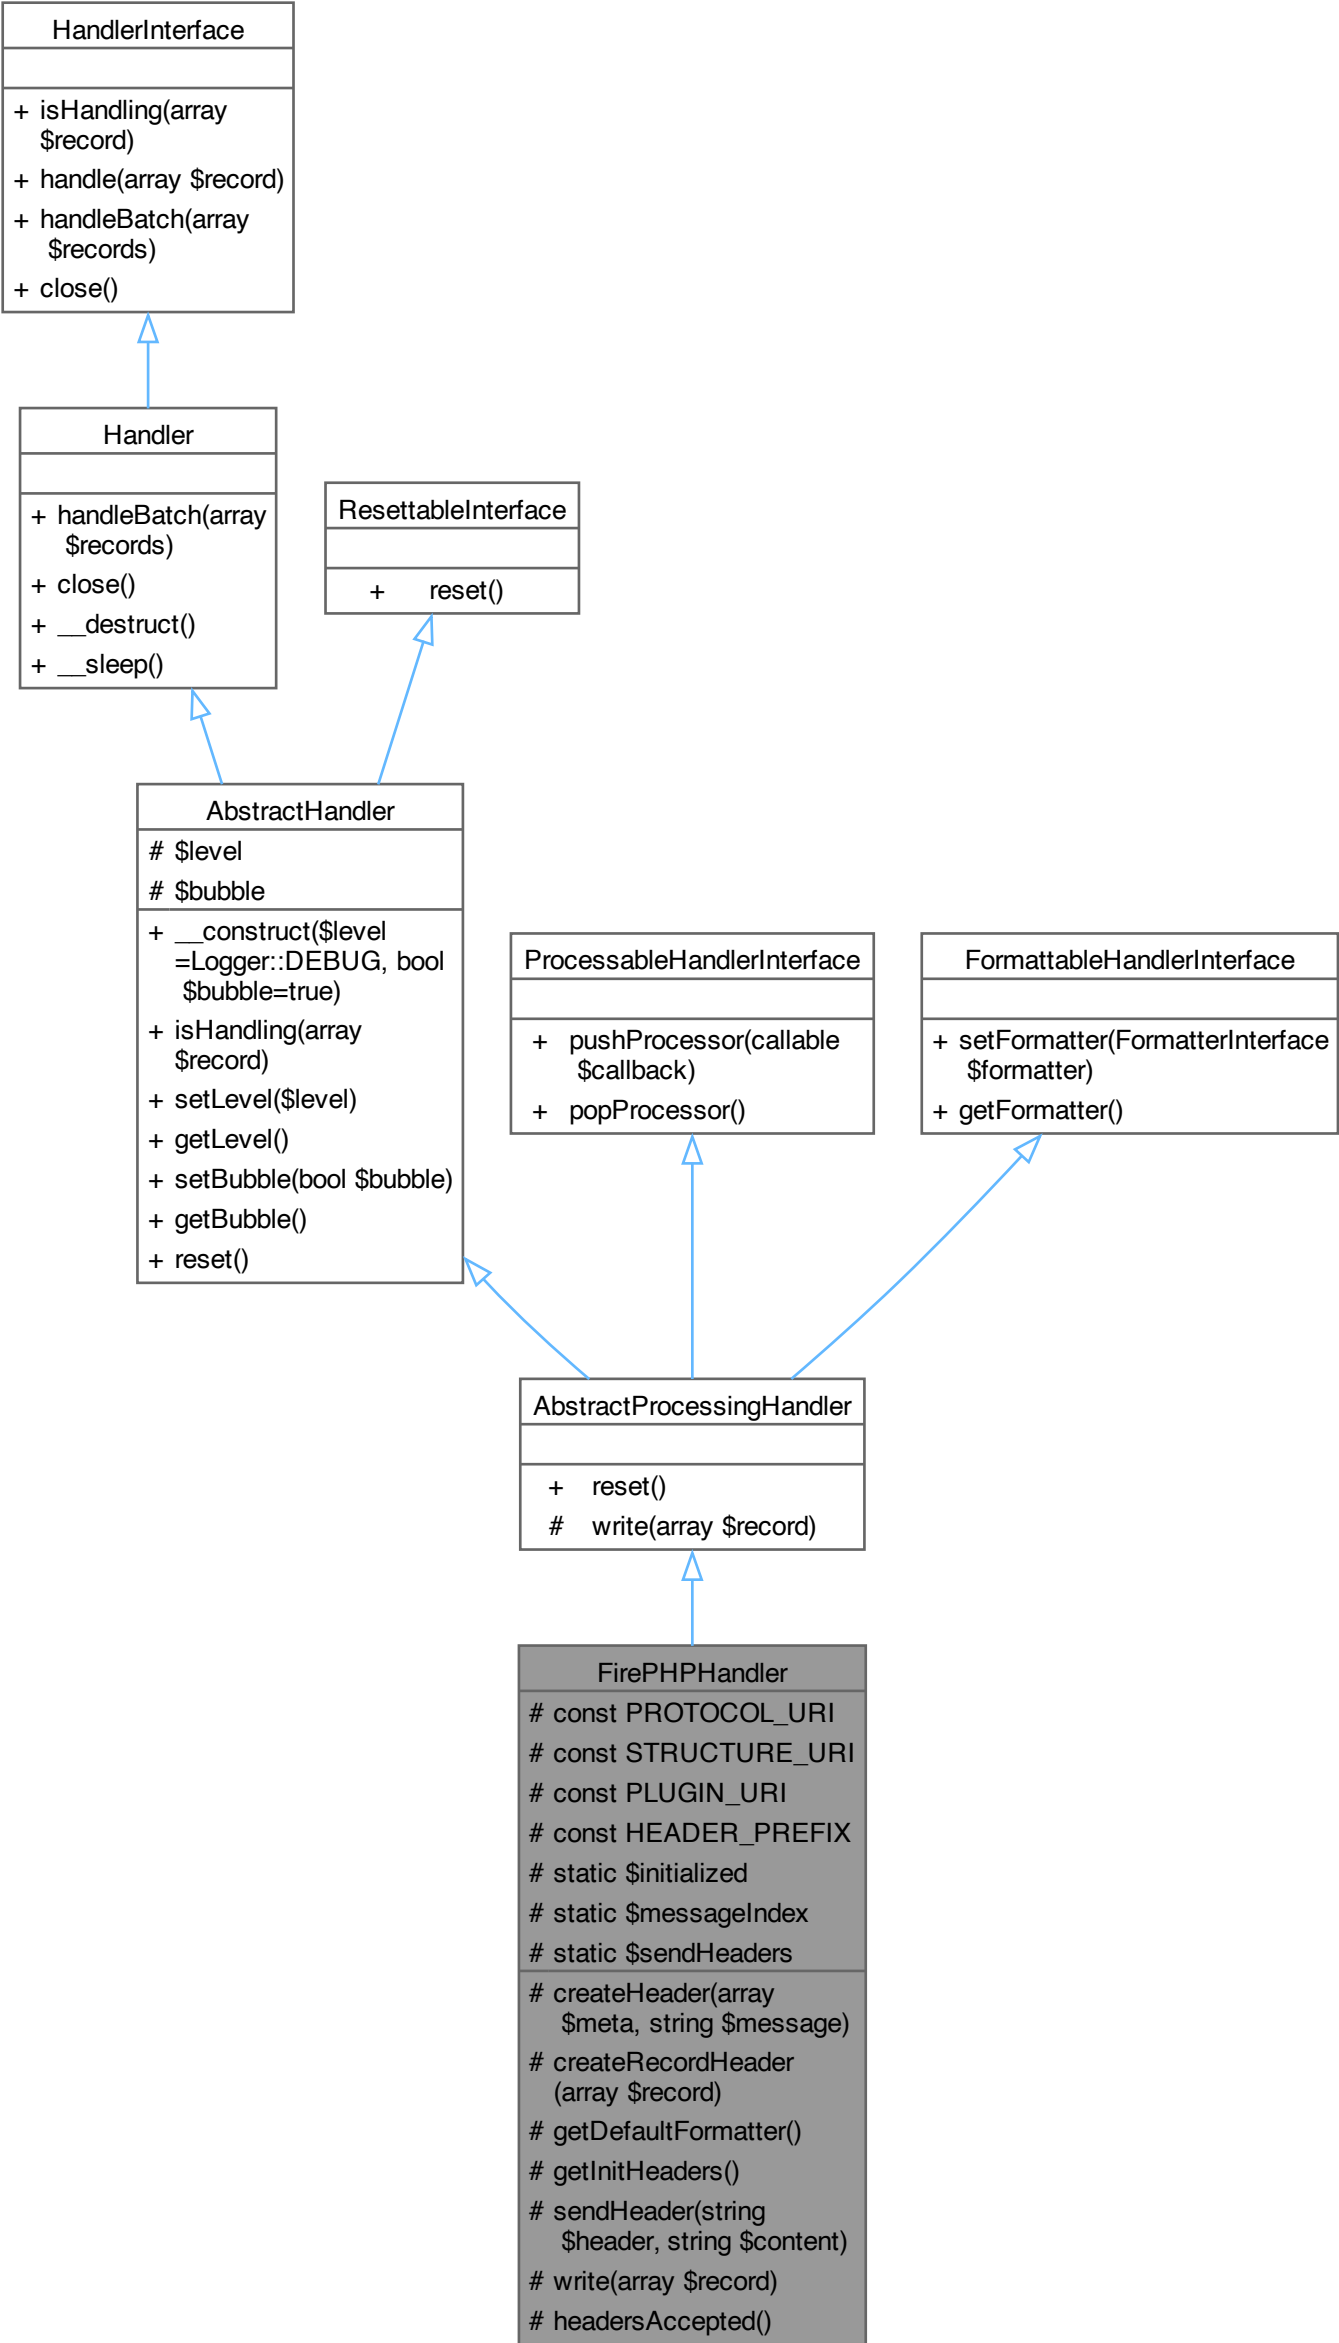 HandlerInterface
+ isHandling(array
$record)
+ handle(array $record)
+ handleBatch(array
$records)
+ close()
Handler
+ handleBatch(array
$records)
+ close()
+ __destruct()
+ __sleep()
ResettableInterface
+ reset()
AbstractHandler
# $level
# $bubble
+ __construct($level
=Logger::DEBUG, bool
$bubble=true)
+ isHandling(array
$record)
+ setLevel($level)
+ getLevel()
+ setBubble(bool $bubble)
+ getBubble()
+ reset()
ProcessableHandlerInterface
+ pushProcessor(callable
$callback)
+ popProcessor()
FormattableHandlerInterface
+ setFormatter(FormatterInterface
$formatter)
+ getFormatter()
AbstractProcessingHandler
+ reset()
# write(array $record)
FirePHPHandler
# const PROTOCOL_URI
# const STRUCTURE_URI
# const PLUGIN_URI
# const HEADER_PREFIX
# static $initialized
# static $messageIndex
# static $sendHeaders
# createHeader(array
$meta, string $message)
# createRecordHeader
(array $record)
# getDefaultFormatter()
# getInitHeaders()
# sendHeader(string
$header, string $content)
# write(array $record)
# headersAccepted()